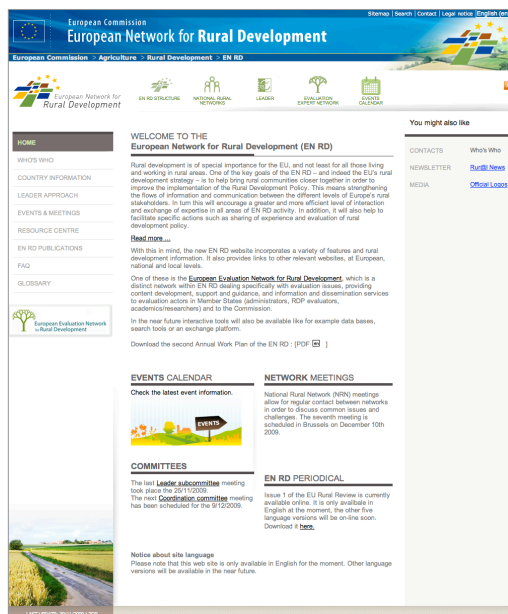 Sitemap | Search | Contact | Legal notice | English (en
European Commission
European Network for Rural Development
European Commission > Agriculture > Rural Development > EN RD
European Network for
Rural Development
EN RD STRUCTURE
NATIONAL RURAL
NETWORKS
LEADER
EVALUATION
EXPERT NETWORK
EVENTS
CALENDAR
You might also like
CONTACTS Who's Who
NEWSLETTER Rur@l News
MEDIA Official Logos
HOME
WHO'S WHO
COUNTRY INFORMATION
LEADER APPROACH
EVENTS & MEETINGS
RESOURCE CENTRE
EN RD PUBLICATIONS
FAQ
GLOSSARY
European Evaluation Network
for Rural Development
WELCOME TO THE
European Network for Rural Development (EN RD)
Rural development is of special importance for the EU, and not least for all those living
and working in rural areas. One of the key goals of the EN RD – and indeed the EU's rural
development strategy – is to help bring rural communities closer together in order to
improve the implementation of the Rural Development Policy. This means strengthening
the flows of information and communication between the different levels of Europe's rural
stakeholders. In turn this will encourage a greater and more efficient level of interaction
and exchange of expertise in all areas of EN RD activity. In addition, it will also help to
facilitate specific actions such as sharing of experience and evaluation of rural
development policy.
Read more ...
With this in mind, the new EN RD website incorporates a variety of features and rural
development information. It also provides links to other relevant websites, at European,
national and local levels.
One of these is the European Evaluation Network for Rural Development, which is a
distinct network within EN RD dealing specifically with evaluation issues, providing
content development, support and guidance, and information and dissemination services
to evaluation actors in Member States (administrators, RDP evaluators,
academics/researchers) and to the Commission.
In the near future interactive tools will also be available like for example data bases,
search tools or an exchange platform.
Download the second Annual Work Plan of the EN RD : [PDF en ]
EVENTS CALENDAR
Check the latest event information.
EVENTS
NETWORK MEETINGS
National Rural Network (NRN) meetings
allow for regular contact between networks
in order to discuss common issues and
challenges. The seventh meeting is
scheduled in Brussels on December 10th
2009.
COMMITTEES
The last Leader subcommittee meeting
took place the 25/11/2009.
The next Coordination committee meeting
has been scheduled for the 9/12/2009.
EN RD PERIODICAL
Issue 1 of the EU Rural Review is currently
available online. It is only availbale in
English at the moment, the other five
language versions will be on-line soon.
Download it here.
Notice about site language
Please note that this web site is only available in English for the moment. Other language
versions will be available in the near future.